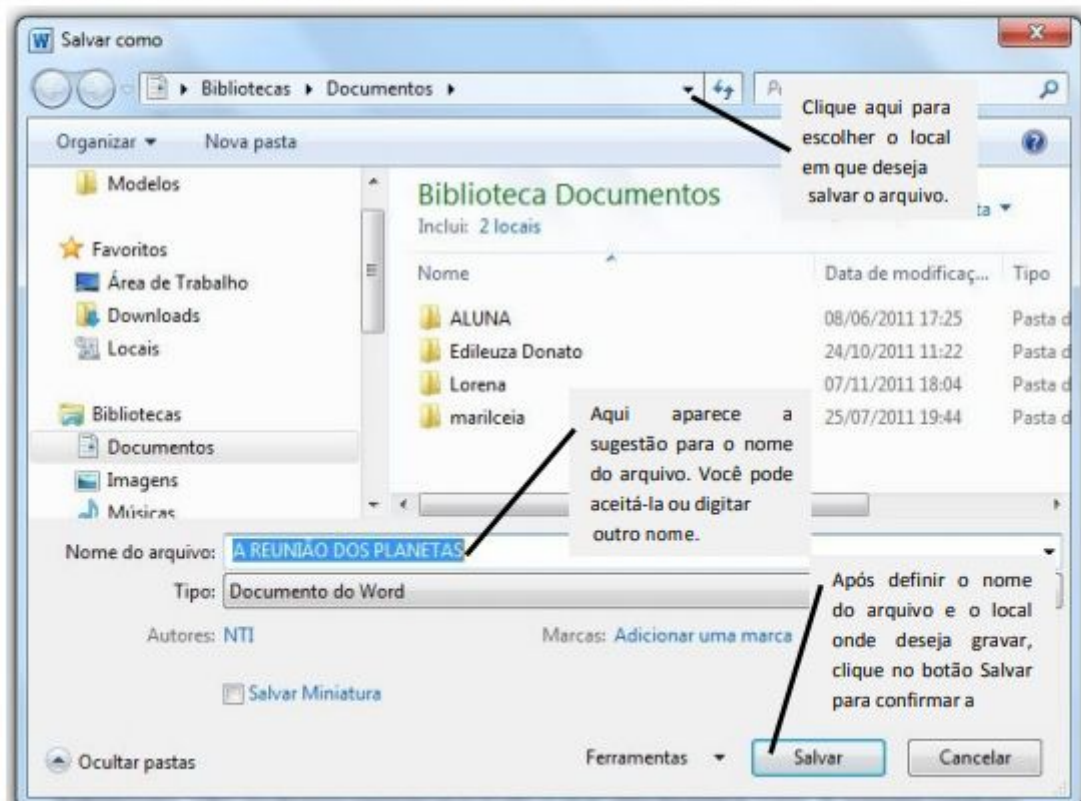 Salvar como
Bibliotecas ▸ Documentos ▸
Clique aqui para
escolher o local
em que deseja
salvar o arquivo.
Organizar ▾ Nova pasta
Modelos
Favoritos
Área de Trabalho
Downloads
Locais
Bibliotecas
Documentos
Imagens
Músicas
Biblioteca Documentos
Inclui: 2 locais
Nome Data de modificaç... Tipo
ALUNA 08/06/2011 17:25 Pasta d
Edileuza Donato 24/10/2011 11:22 Pasta d
Lorena 07/11/2011 18:04 Pasta d
marilceia 25/07/2011 19:44 Pasta d
Aqui aparece a
sugestão para o nome
do arquivo. Você pode
aceitá-la ou digitar
outro nome.
Nome do arquivo: A REUNIÃO DOS PLANETAS
Tipo: Documento do Word
Autores: NTI Marcas: Adicionar uma marca
Salvar Miniatura
Após definir o nome
do arquivo e o local
onde deseja gravar,
clique no botão Salvar
para confirmar a
Ocultar pastas Ferramentas ▾ Salvar Cancelar